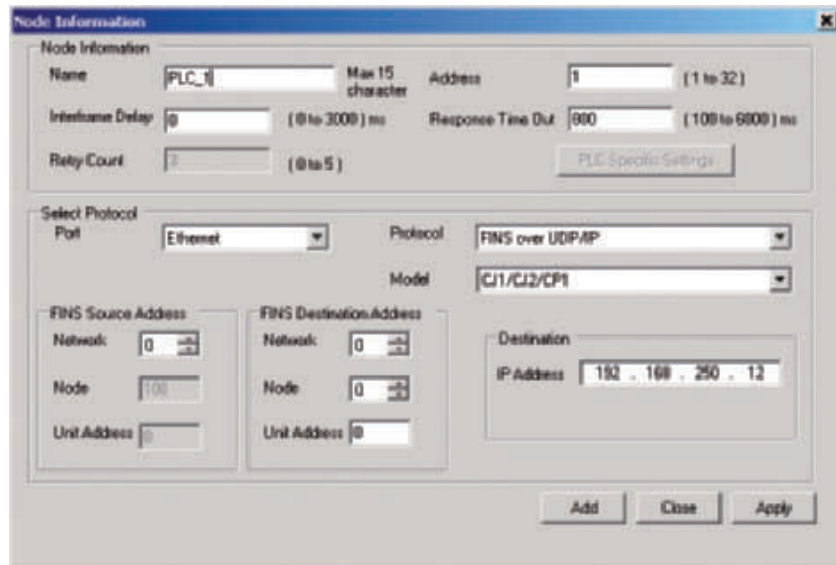 Node Information
Node Information
Name PLC_1 Max 15 character Address 1 (1 to 32)
Interframe Delay 0 (0 to 3000) ms Response Time Out 800 (100 to 6000) ms
Retry Count 3 (0 to 5) PLC Specific Settings
Select Protocol
Port Ethernet Protocol FINS over UDP/IP
Model CJ1/CJ2/CP1
FINS Source Address
Network 0
Node 100
Unit Address 0
FINS Destination Address
Network 0
Node 0
Unit Address 0
Destination
IP Address 192 . 168 . 250 . 12
Add Close Apply